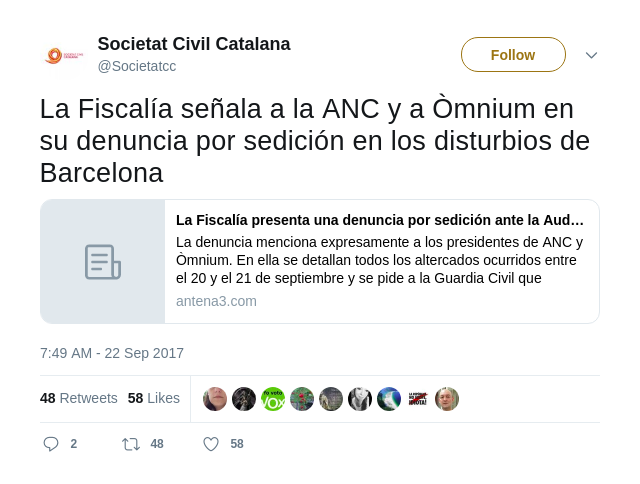 Societat Civil Catalana
@Societatcc
Follow
La Fiscalía señala a la ANC y a Òmnium en
su denuncia por sedición en los disturbios de
Barcelona
La Fiscalía presenta una denuncia por sedición ante la Aud…
La denuncia menciona expresamente a los presidentes de ANC y
Òmnium. En ella se detallan todos los altercados ocurridos entre
el 20 y el 21 de septiembre y se pide a la Guardia Civil que
antena3.com
7:49 AM - 22 Sep 2017
48 Retweets 58 Likes
yo voto
VOX
2 48 58